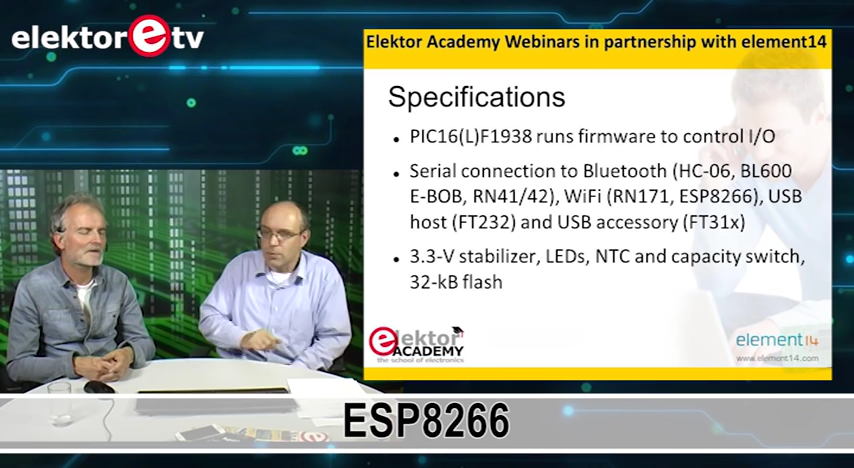 elektor e tv
Elektor Academy Webinars in partnership with element14
Specifications
• PIC16(L)F1938 runs firmware to control I/O
• Serial connection to Bluetooth (HC-06, BL600
E-BOB, RN41/42), WiFi (RN171, ESP8266), USB
host (FT232) and USB accessory (FT31x)
• 3.3-V stabilizer, LEDs, NTC and capacity switch,
32-kB flash
elektor
ACADEMY
the school of electronics
element14
www.element14.com
ESP8266